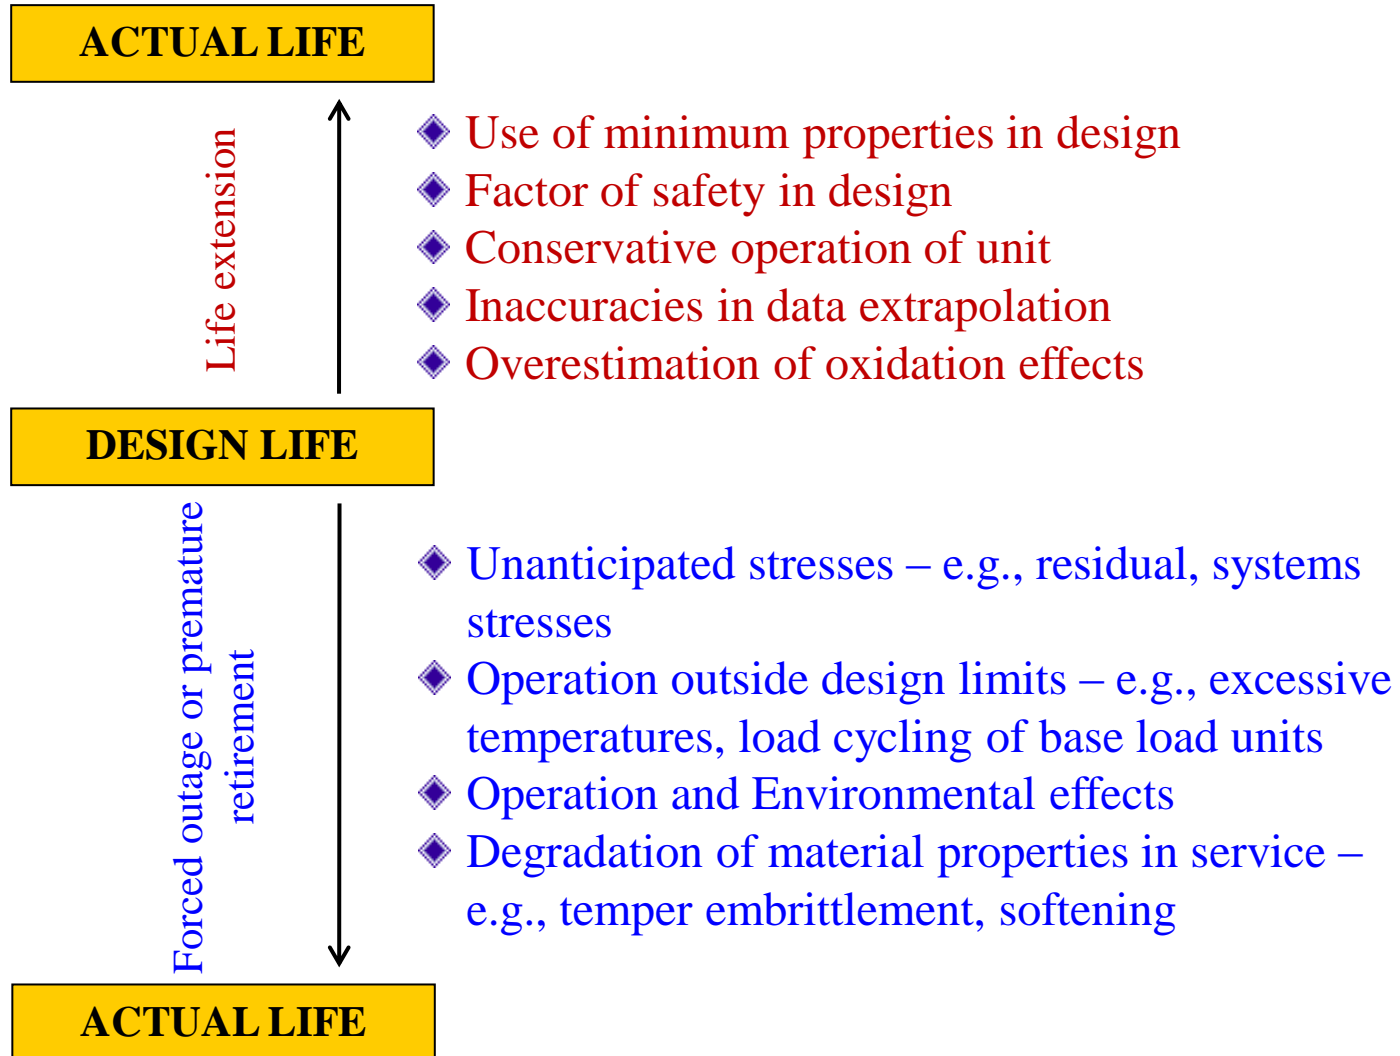 ACTUAL LIFE
Life extension
Use of minimum properties in design
Factor of safety in design
Conservative operation of unit
Inaccuracies in data extrapolation
Overestimation of oxidation effects
DESIGN LIFE
Forced outage or premature
retirement
Unanticipated stresses – e.g., residual, systems
stresses
Operation outside design limits – e.g., excessive
temperatures, load cycling of base load units
Operation and Environmental effects
Degradation of material properties in service –
e.g., temper embrittlement, softening
ACTUAL LIFE